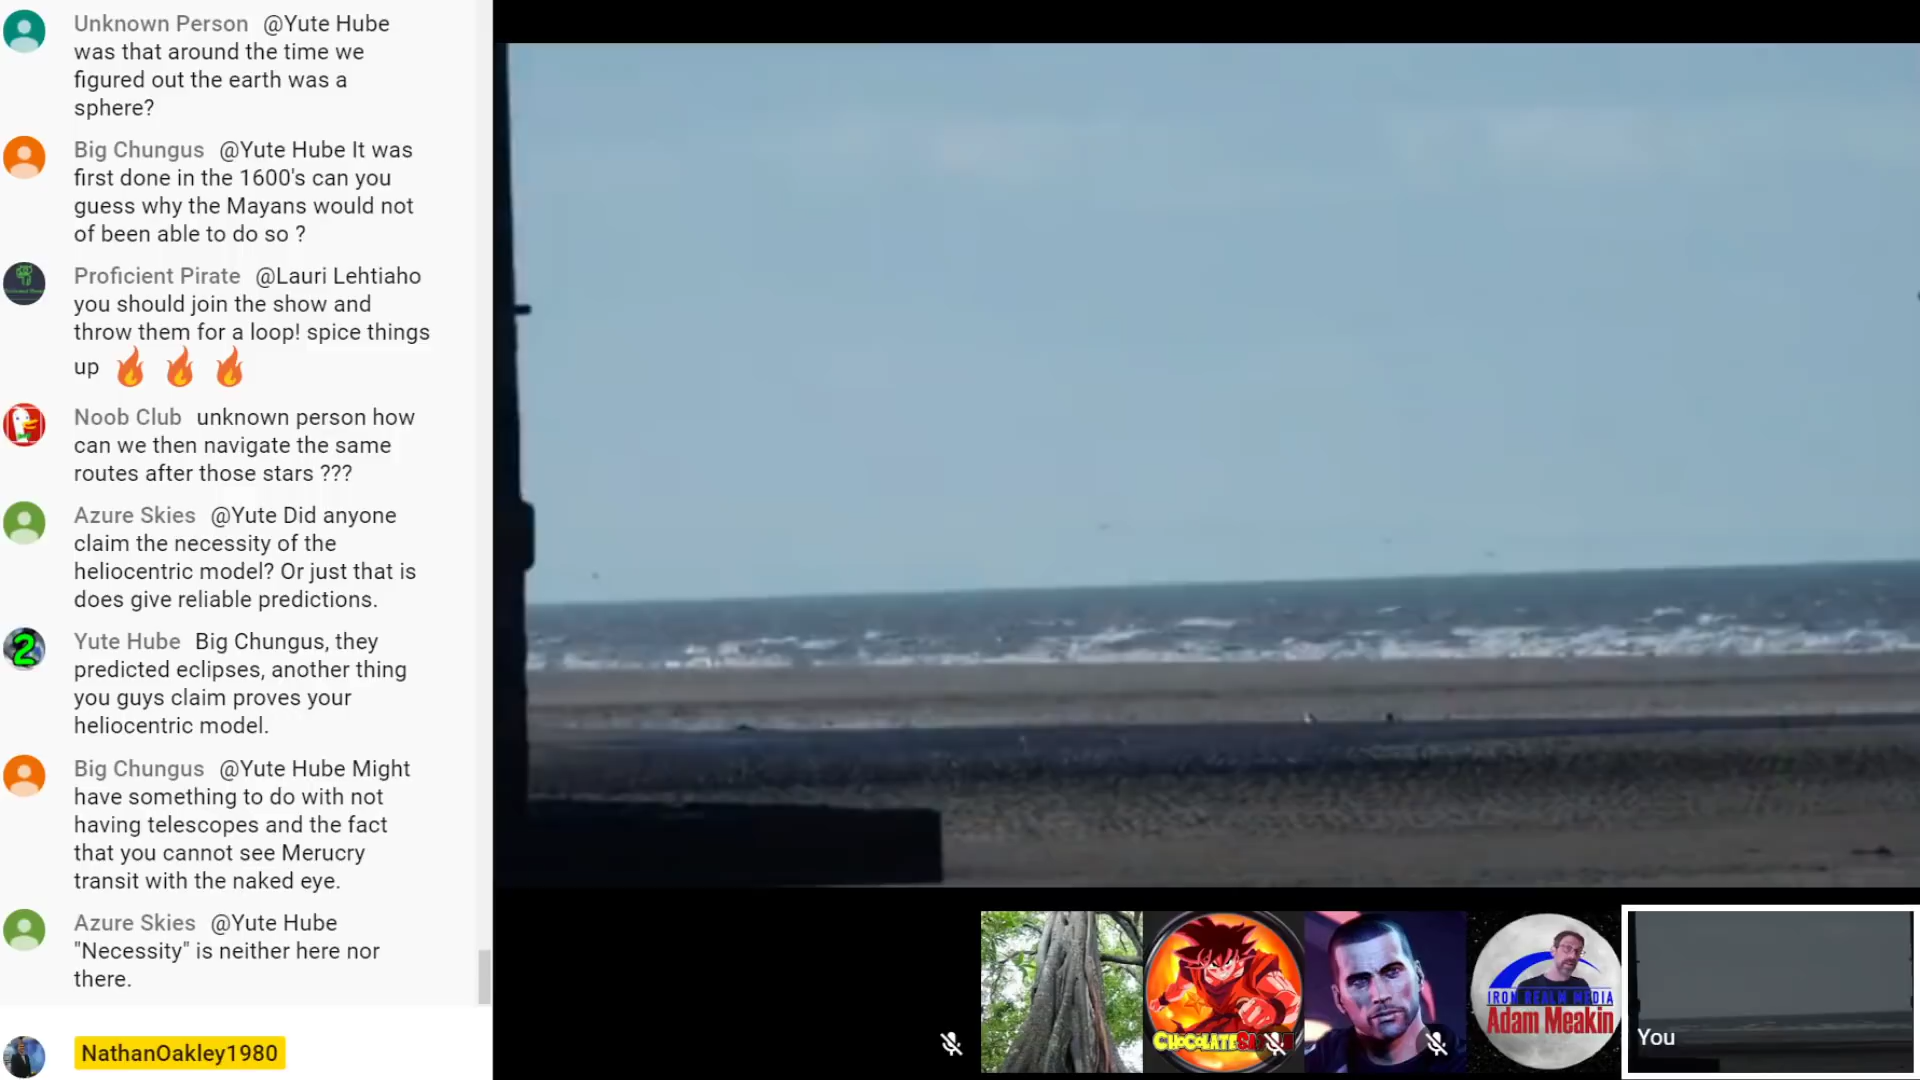 Unknown Person @Yute Hube
was that around the time we
figured out the earth was a
sphere?
Big Chungus @Yute Hube It was
first done in the 1600's can you
guess why the Mayans would not
of been able to do so ?
Proficient Pirate @Lauri Lehtiaho
you should join the show and
throw them for a loop! spice things
up
Noob Club unknown person how
can we then navigate the same
routes after those stars ???
Azure Skies @Yute Did anyone
claim the necessity of the
heliocentric model? Or just that is
does give reliable predictions.
2
Yute Hube Big Chungus, they
predicted eclipses, another thing
you guys claim proves your
heliocentric model.
Big Chungus @Yute Hube Might
have something to do with not
having telescopes and the fact
that you cannot see Merucry
transit with the naked eye.
Azure Skies @Yute Hube
"Necessity" is neither here nor
there.
NathanOakley1980
IRON REALM MEDIA
Adam Meakin
You